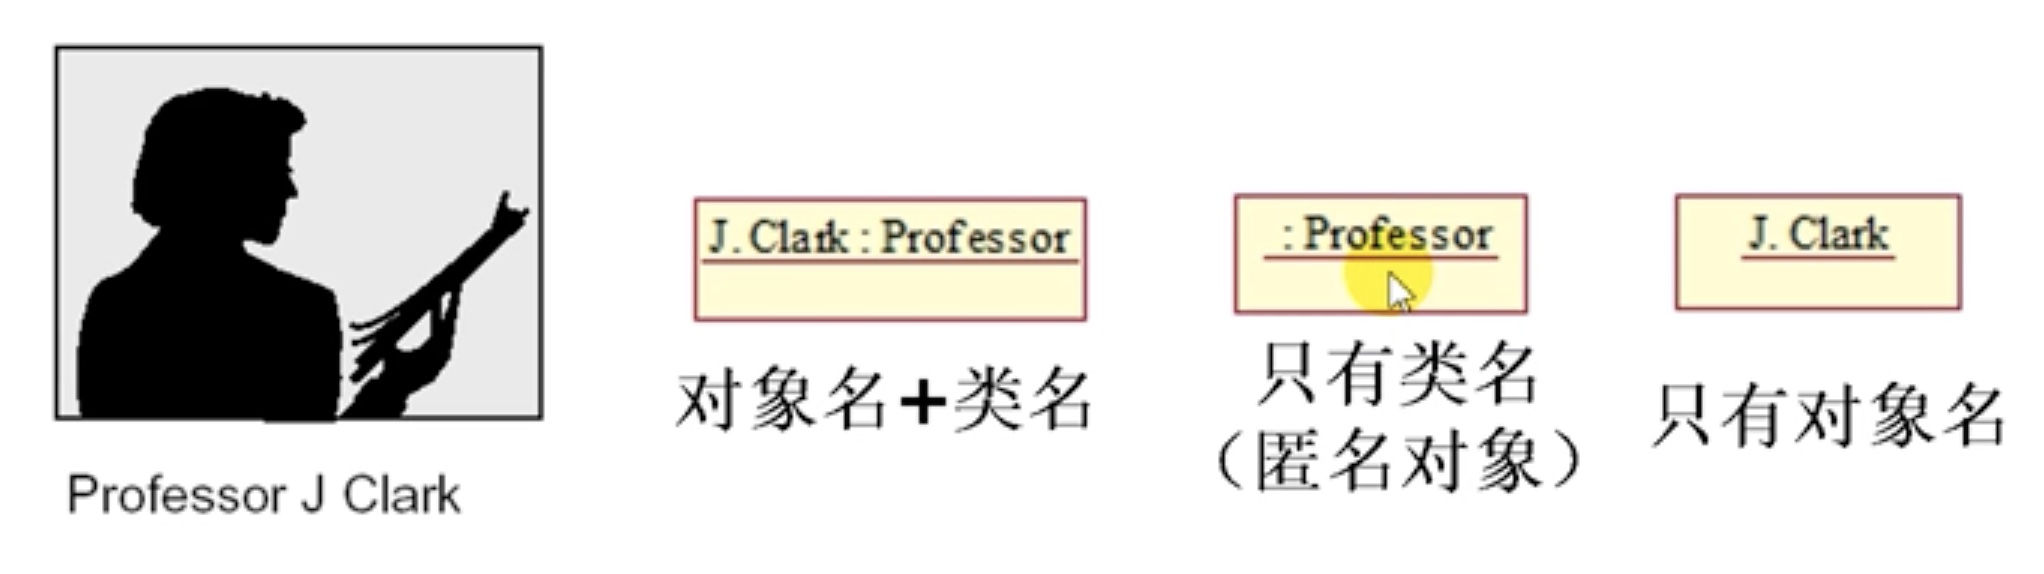 Professor J Clark
J. Clark : Professor
对象名+类名
: Professor
只有类名
（匿名对象）
J. Clark
只有对象名